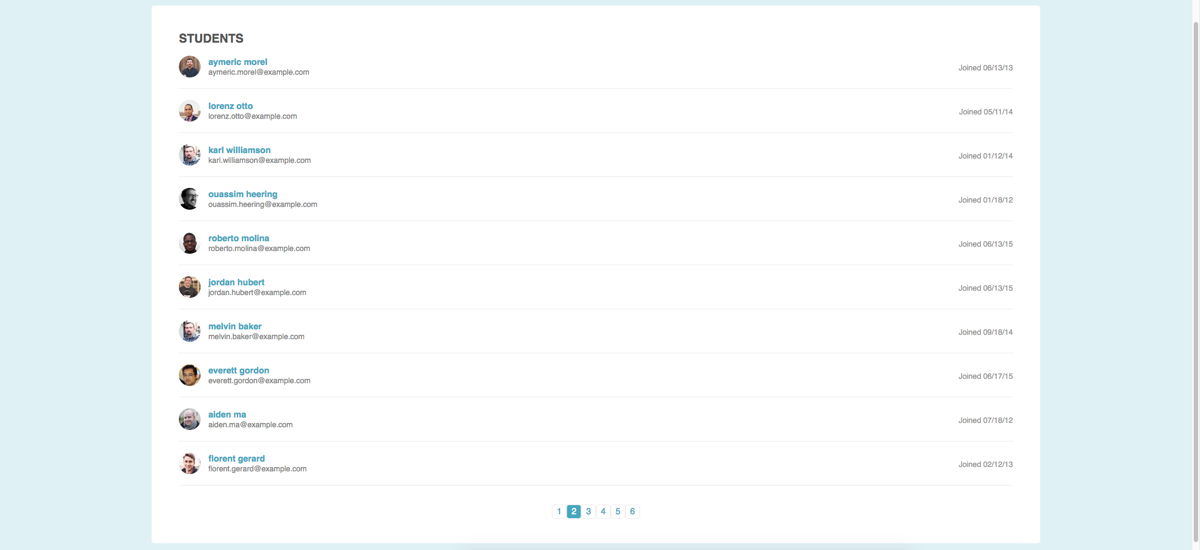 STUDENTS
aymeric morel
aymeric.morel@example.com
Joined 06/13/13
lorenz otto
lorenz.otto@example.com
Joined 05/11/14
karl williamson
karl.williamson@example.com
Joined 01/12/14
ouassim heering
ouassim.heering@example.com
Joined 01/18/12
roberto molina
roberto.molina@example.com
Joined 06/13/15
jordan hubert
jordan.hubert@example.com
Joined 06/13/15
melvin baker
melvin.baker@example.com
Joined 09/18/14
everett gordon
everett.gordon@example.com
Joined 06/17/15
aiden ma
aiden.ma@example.com
Joined 07/18/12
florent gerard
florent.gerard@example.com
Joined 02/12/13
1 2 3 4 5 6